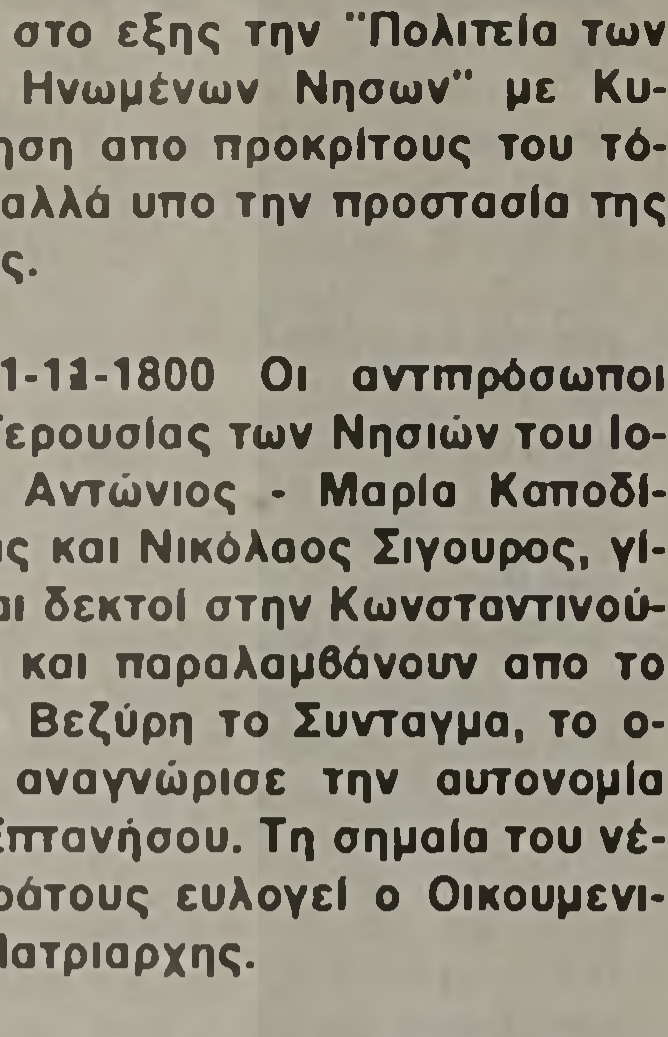 στο εξης την "Πολιτεία των
Ηνωμένων Νησων" με Κυ-
ηση απο προκρίτους του τό-
αλλά υπο την προστασία της
ς.
1-11-1800 Οι αντιπρόσωποι
Γερουσίας των Νησιών του Ιο-
Αντώνιος - Μαρία Καποδί-
ς και Νικόλαος Σιγουρος, γί-
αι δεκτοί στην Κωνσταντινού-
και παραλαμβάνουν απο το
Βεζύρη το Συνταγμα, το ο-
αναγνώρισε την αυτονομία
Επτανήσου. Τη σημαία του νέ-
ράτους ευλογεί ο Οικουμενι-
Πατριαρχης.